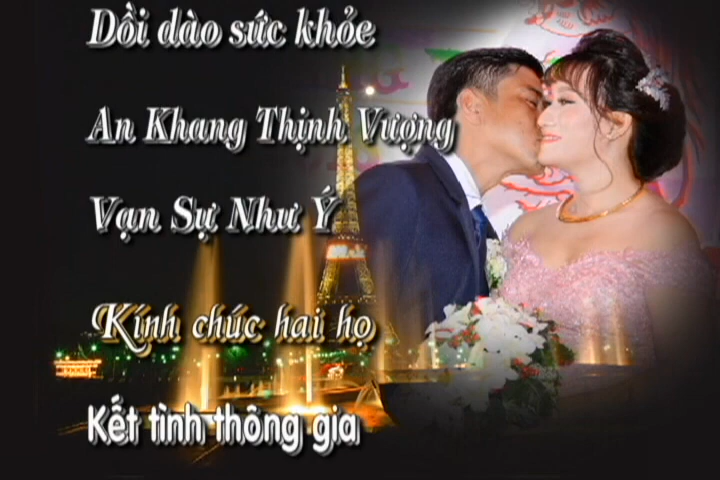 Dồi dào sức khỏe
An Khang Thịnh Vượng
Vạn Sự Như Ý
Kính chúc hai họ
Kết tình thông gia